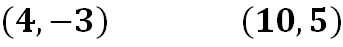 (4, −3) (10, 5)